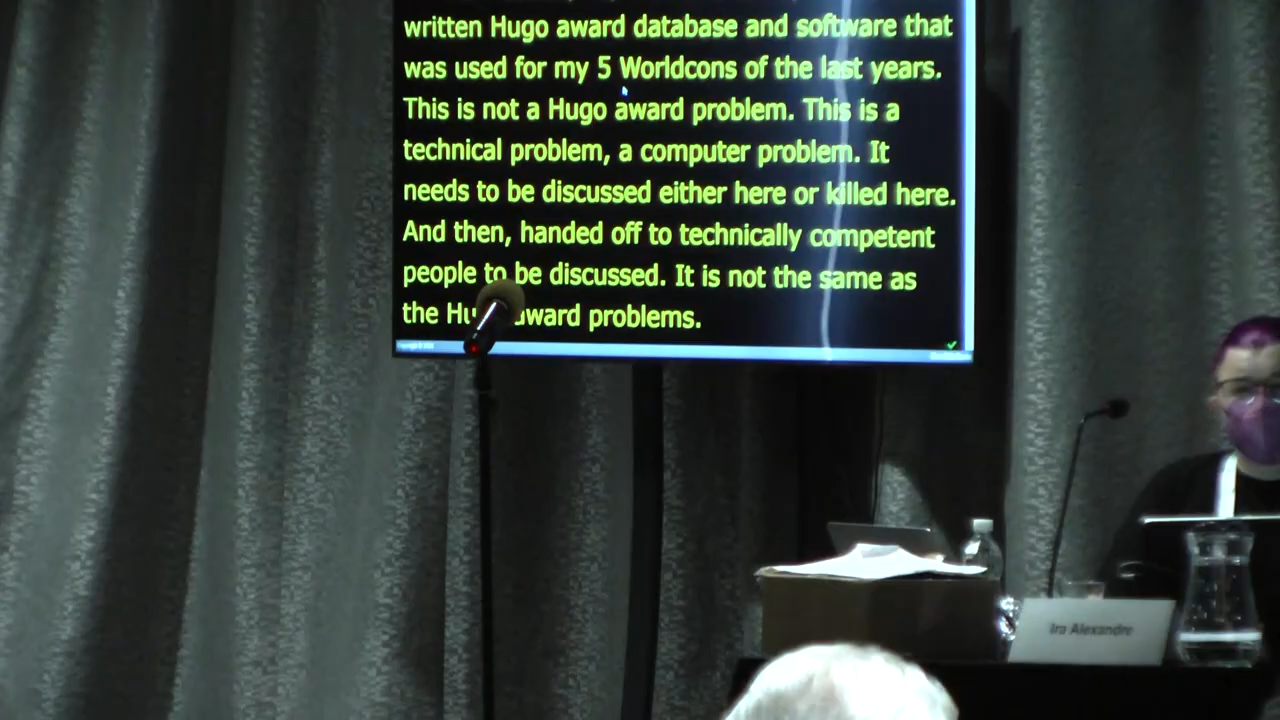 written Hugo award database and software that
was used for my 5 Worldcons of the last years.
This is not a Hugo award problem. This is a
technical problem, a computer problem. It
needs to be discussed either here or killed here.
And then, handed off to technically competent
people to be discussed. It is not the same as
the Hu award problems.
Ira Alexandre